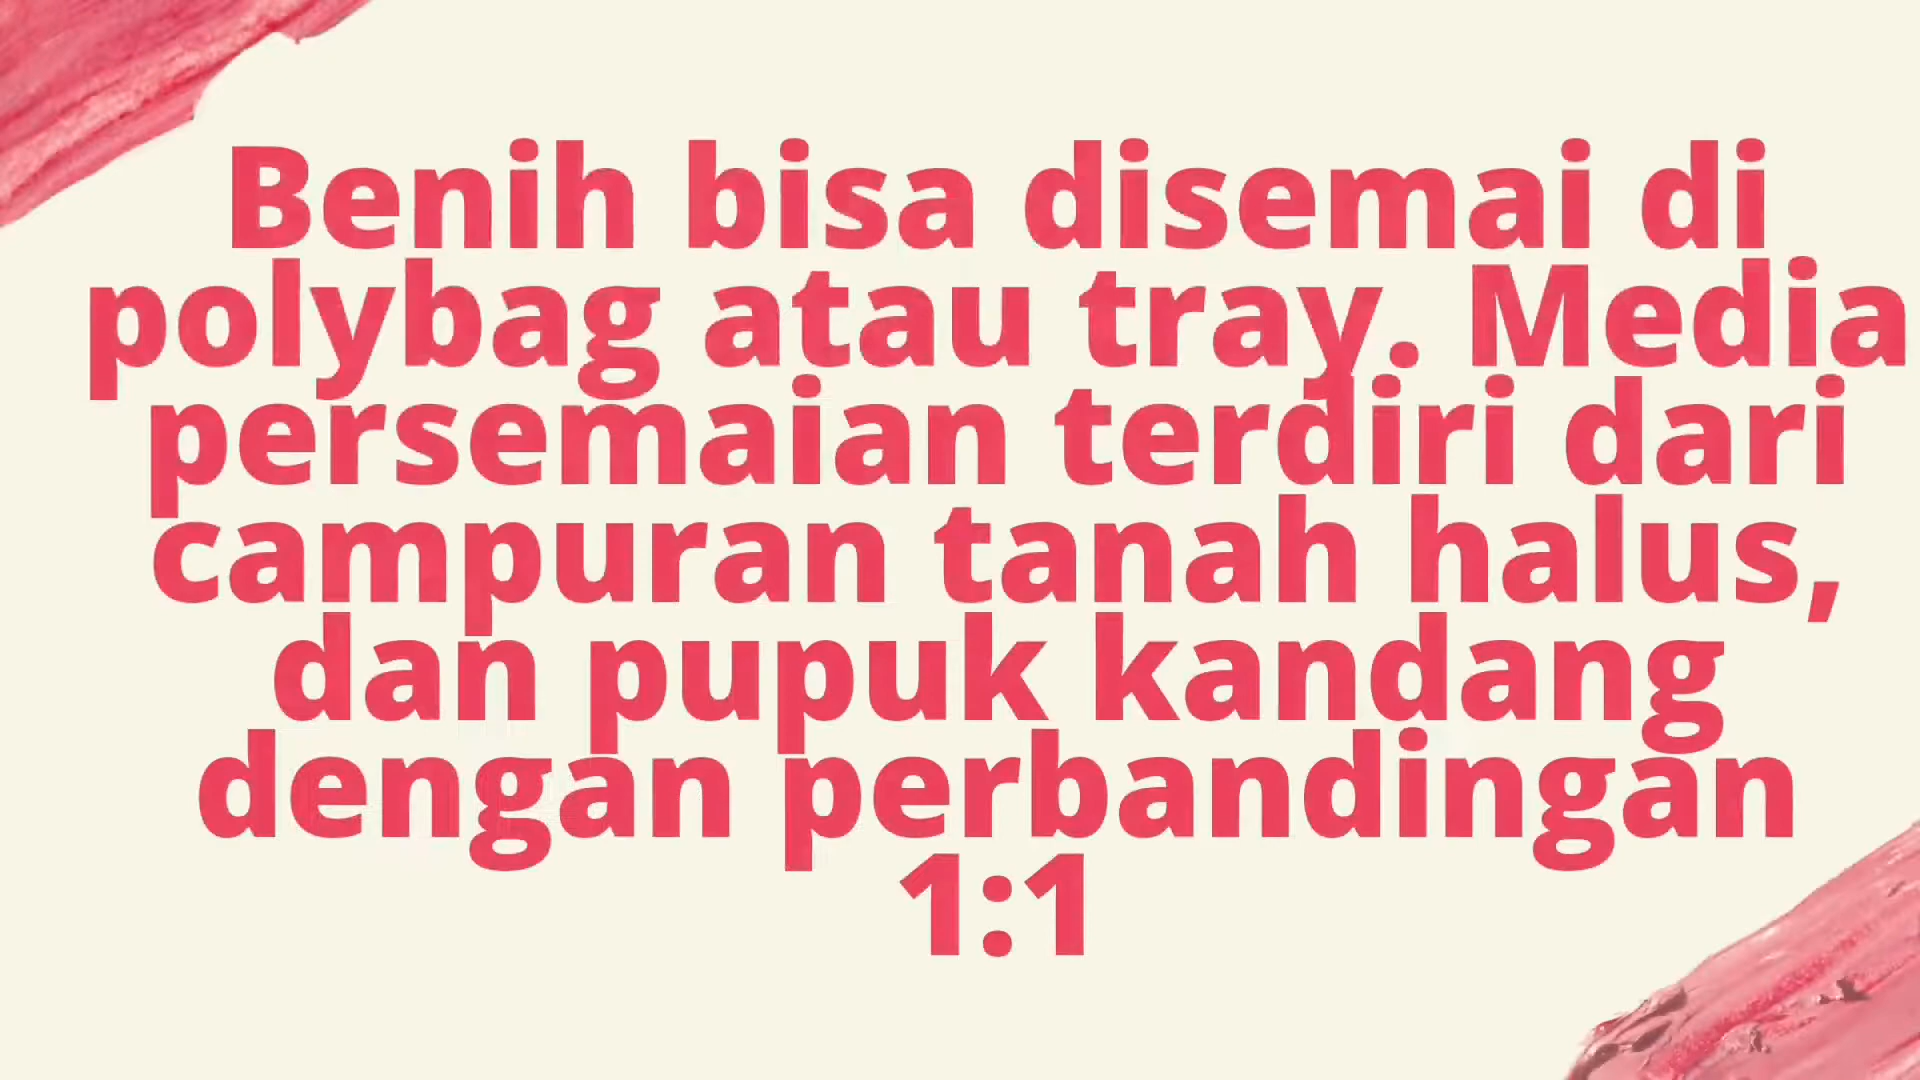 Benih bisa disemai di
polybag atau tray. Media
persemaian terdiri dari
campuran tanah halus,
dan pupuk kandang
dengan perbandingan
1:1